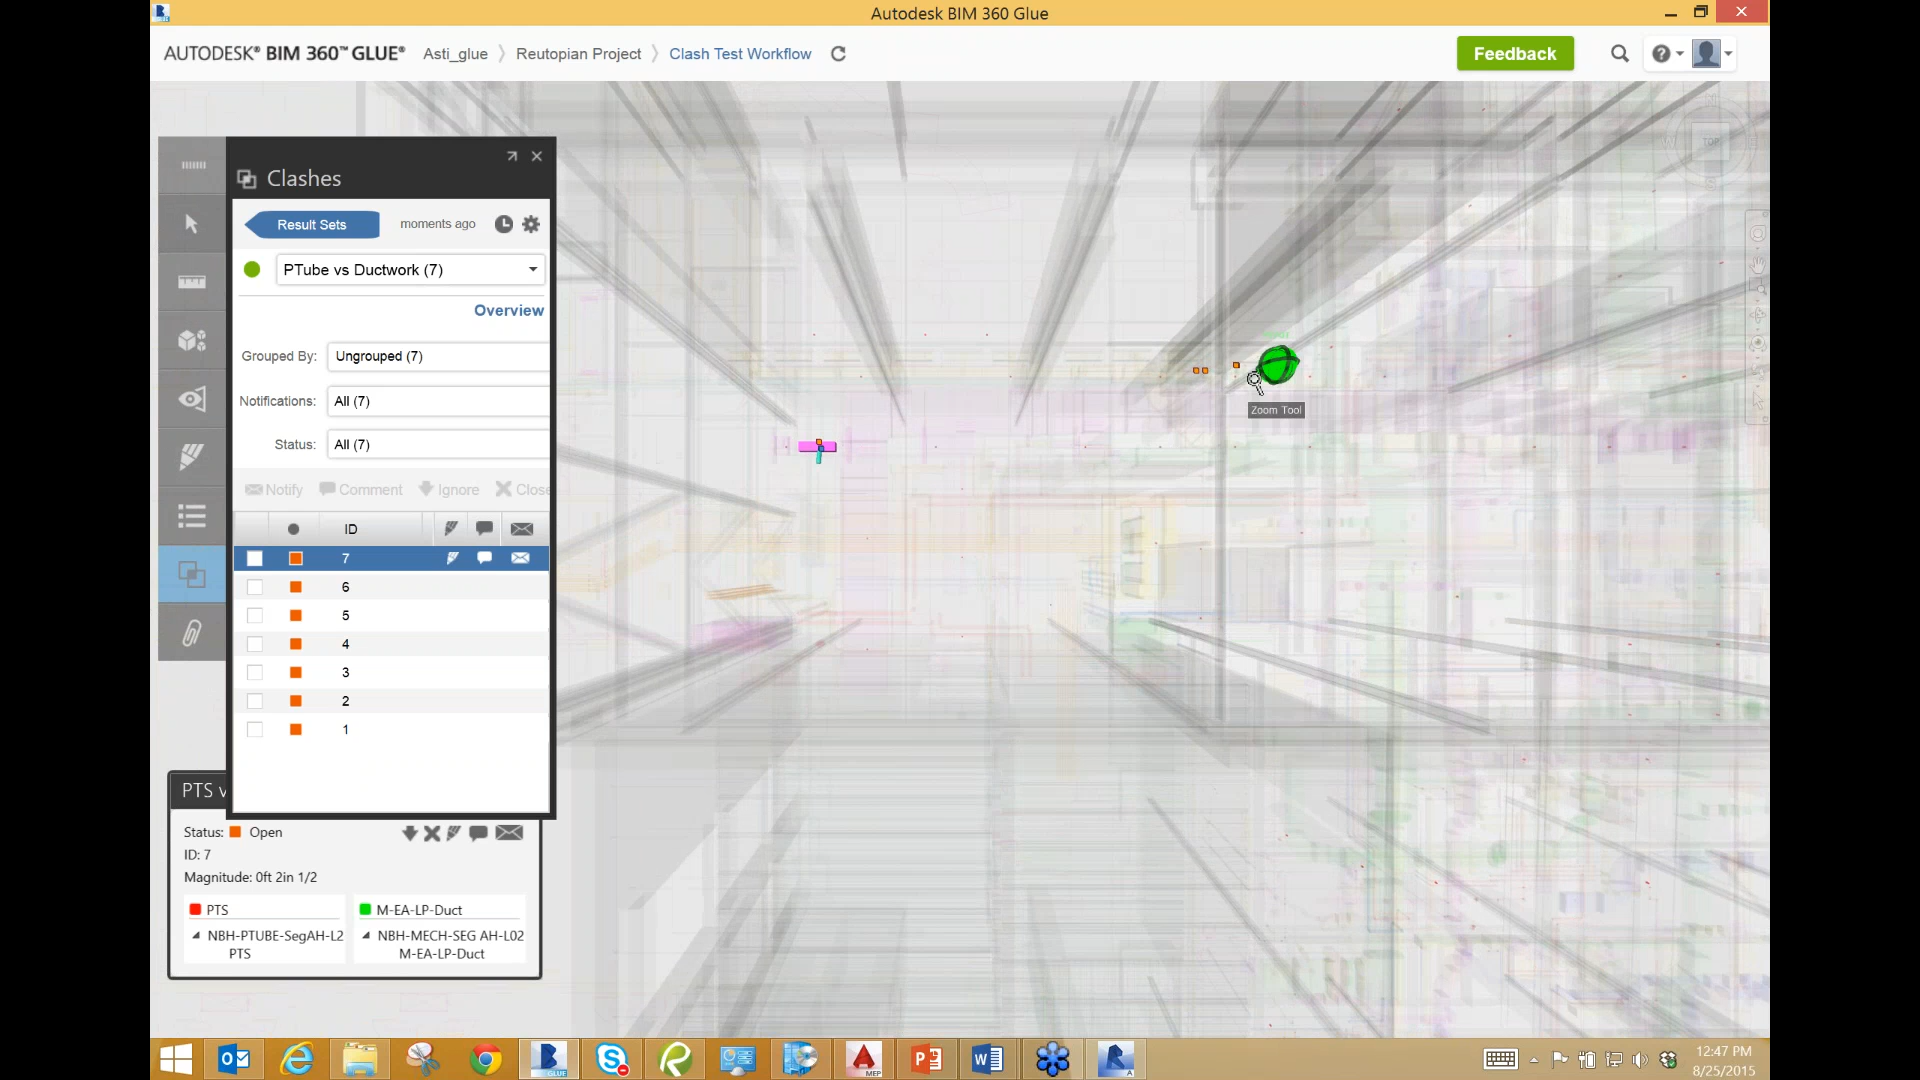 Autodesk BIM 360 Glue
AUTODESK® BIM 360™ GLUE® Asti_glue Reutopian Project Clash Test Workflow
Feedback
TOP
Clashes
Result Sets moments ago
PTube vs Ductwork (7)
Overview
Grouped By: Ungrouped (7)
Notifications: All (7)
Status: All (7)
Notify Comment Ignore Close
ID
7
6
5
4
3
2
1
Zoom Tool
PTS v
Status: Open
ID: 7
Magnitude: 0ft 2in 1/2
PTS M-EA-LP-Duct
NBH-PTUBE-SegAH-L2 NBH-MECH-SEG AH-L02
PTS M-EA-LP-Duct
GLUE
MEP
A
12:47 PM
8/25/2015